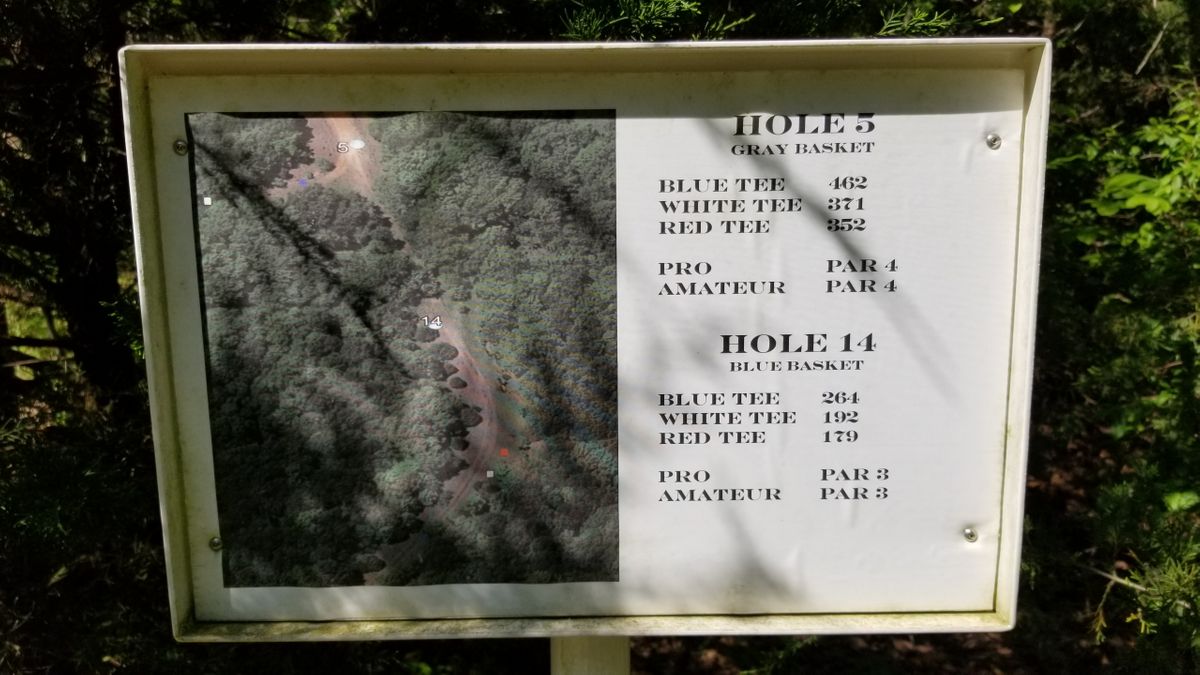 5
14
HOLE 5
GRAY BASKET
BLUE TEE 462
WHITE TEE 371
RED TEE 352
PRO PAR 4
AMATEUR PAR 4
HOLE 14
BLUE BASKET
BLUE TEE 264
WHITE TEE 192
RED TEE 179
PRO PAR 3
AMATEUR PAR 3